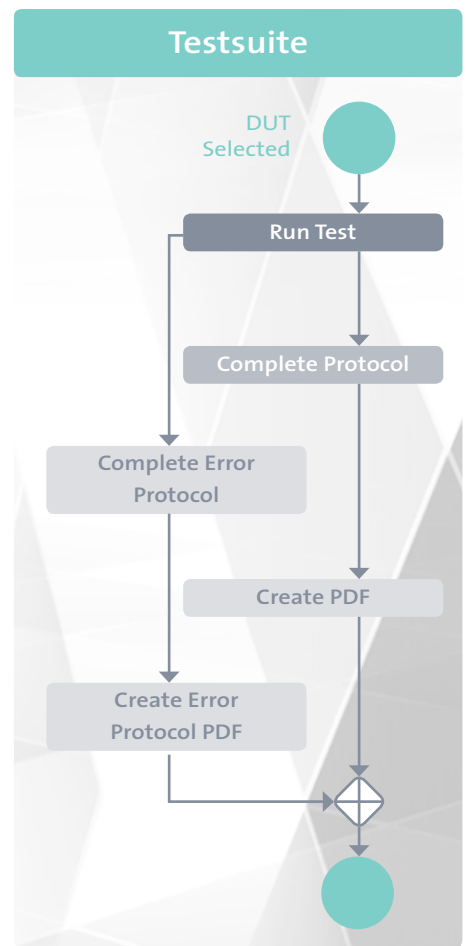 Testsuite
DUT
Selected
Run Test
Complete Protocol
Complete Error
Protocol
Create PDF
Create Error
Protocol PDF